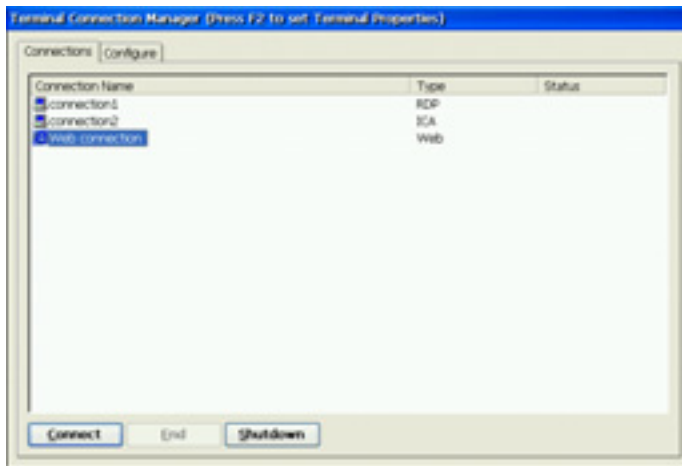 Terminal Connection Manager (Press F2 to set Terminal Properties)
Connections Configure
Connection Name Type Status
connection1 RDP
connection2 ICA
Web connection Web
Connect End Shutdown